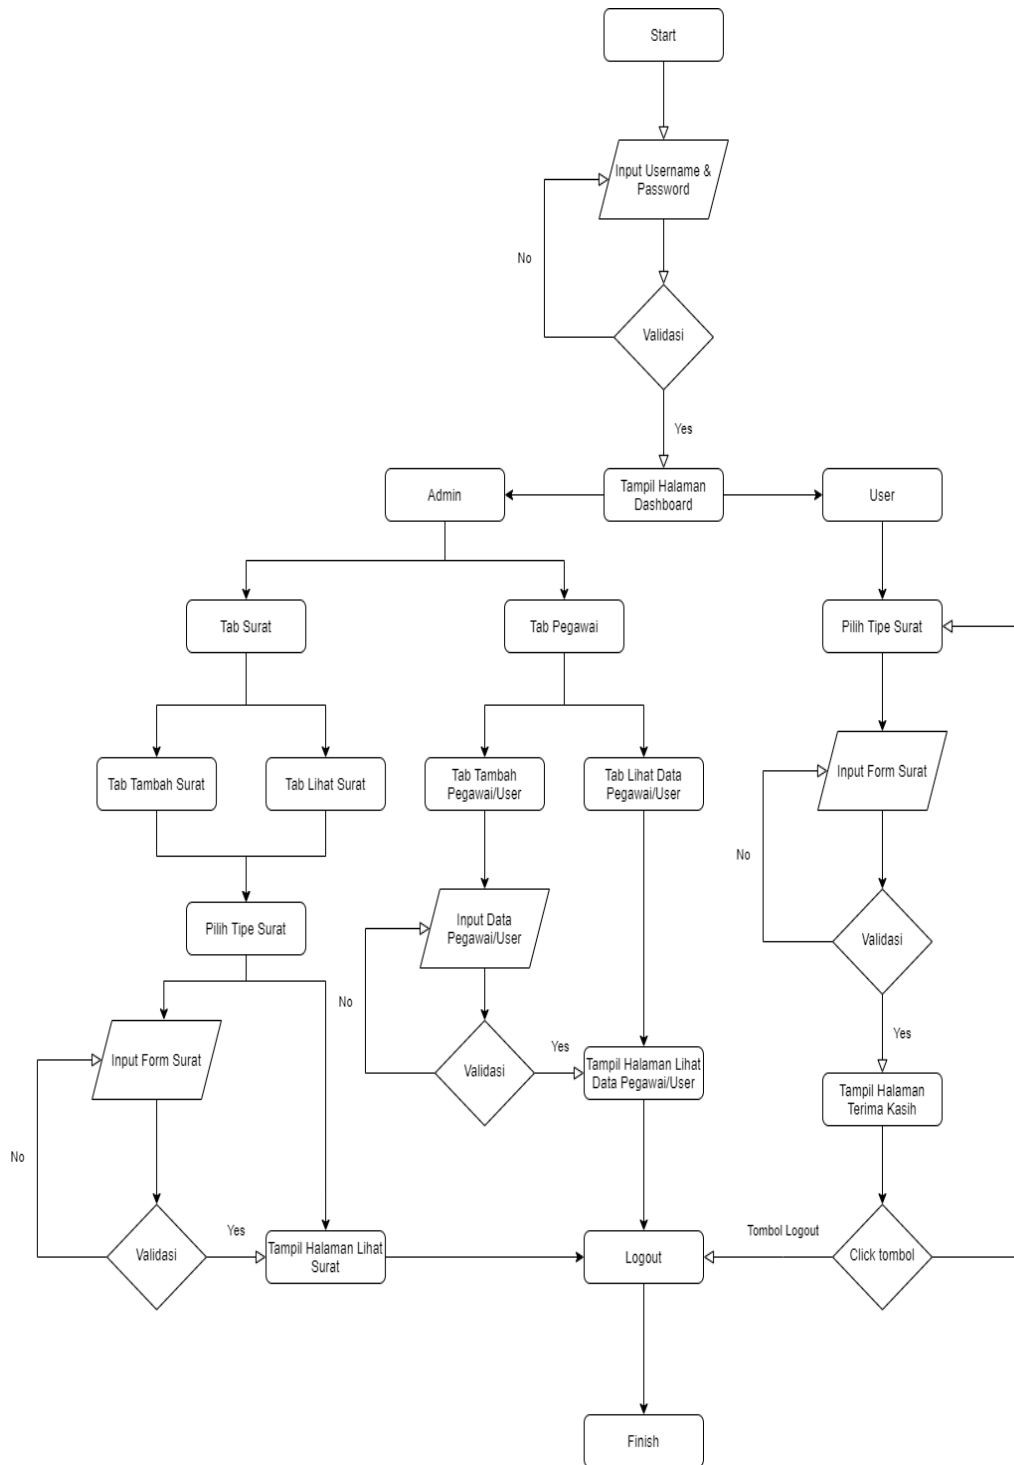 Start
Input Username &
Password
No
Validasi
Yes
Admin
Tampil Halaman
Dashboard
User
Tab Surat
Tab Pegawai
Pilih Tipe Surat
Tab Tambah Surat
Tab Lihat Surat
Tab Tambah
Pegawai/User
Tab Lihat Data
Pegawai/User
Input Form Surat
No
Pilih Tipe Surat
Input Data
Pegawai/User
Validasi
No
Yes
Input Form Surat
Validasi
Yes
Tampil Halaman Lihat
Data Pegawai/User
Tampil Halaman
Terima Kasih
No
Validasi
Yes
Tampil Halaman Lihat
Surat
Logout
Tombol Logout
Click tombol
Finish